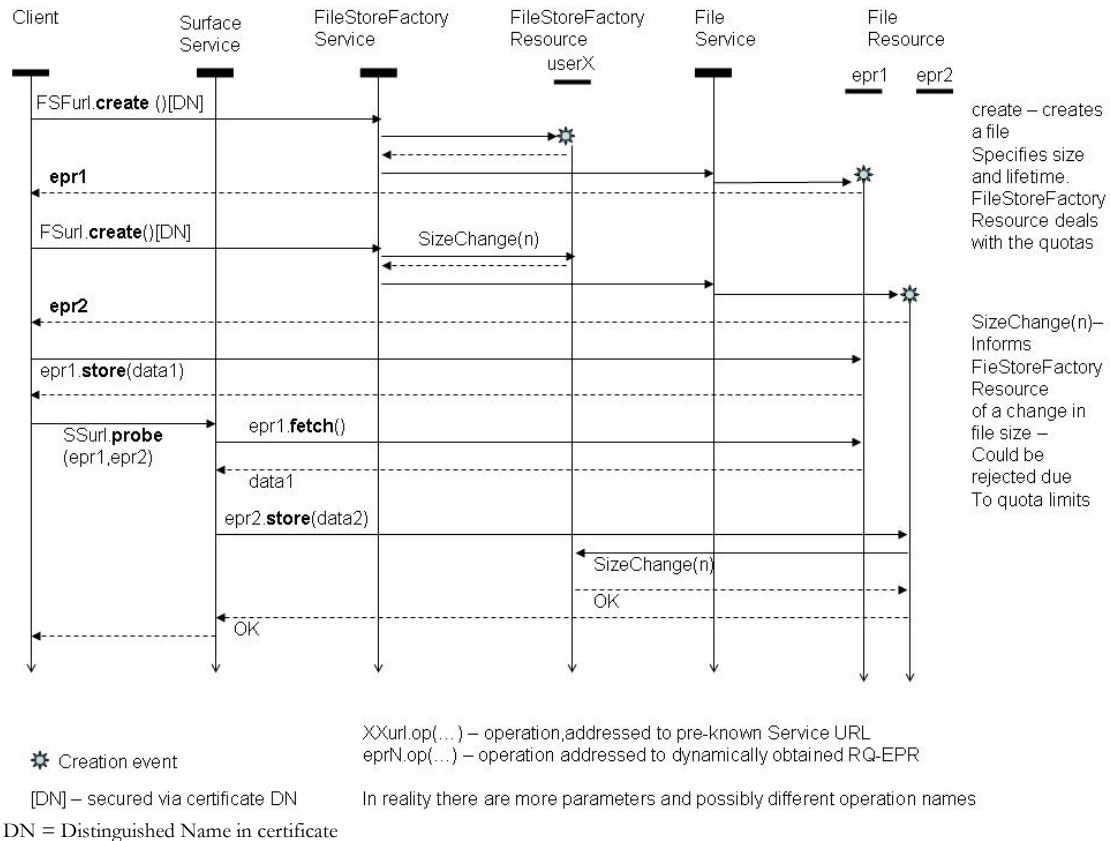 Client
Surface
Service
FileStoreFactory
Service
FileStoreFactory
Resource
userX
File
Service
File
Resource
epr1
epr2
FSFurl.create ()[DN]
epr1
FSurl.create()[DN]
SizeChange(n)
epr2
epr1.store(data1)
SSurl.probe
(epr1,epr2)
epr1.fetch()
data1
epr2.store(data2)
SizeChange(n)
OK
OK
create – creates
a file
Specifies size
and lifetime.
FileStoreFactory
Resource deals
with the quotas
SizeChange(n)–
Informs
FieStoreFactory
Resource
of a change in
file size –
Could be
rejected due
To quota limits
XXurl.op(...) – operation,addressed to pre-known Service URL
eprN.op(...) – operation addressed to dynamically obtained RQ-EPR
Creation event
[DN] – secured via certificate DN
In reality there are more parameters and possibly different operation names
DN = Distinguished Name in certificate